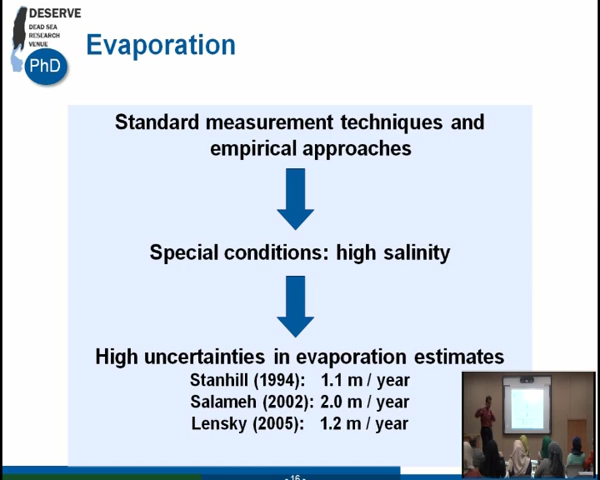 DESERVE
DEAD SEA
RESEARCH
VENUE
PhD
Evaporation
Standard measurement techniques and
empirical approaches
Special conditions: high salinity
High uncertainties in evaporation estimates
Stanhill (1994): 1.1 m / year
Salameh (2002): 2.0 m / year
Lensky (2005): 1.2 m / year
- 16 -